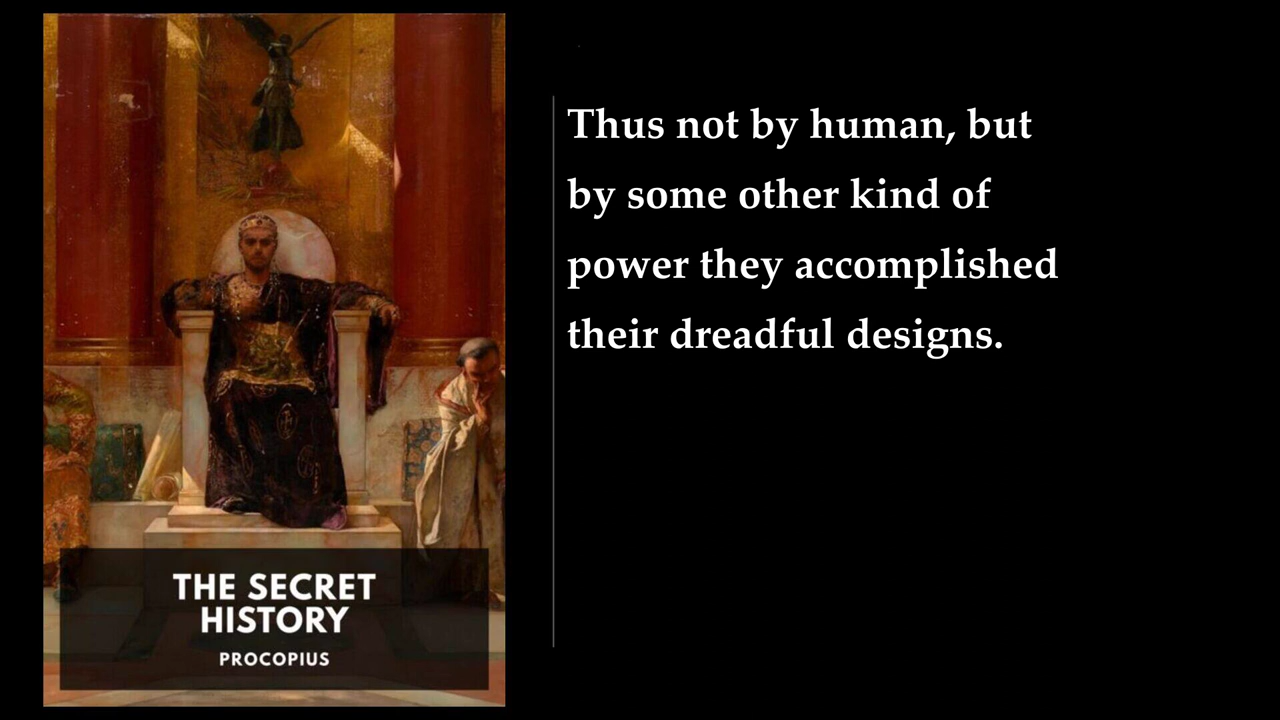 THE SECRET
HISTORY
PROCOPIUS
Thus not by human, but
by some other kind of
power they accomplished
their dreadful designs.